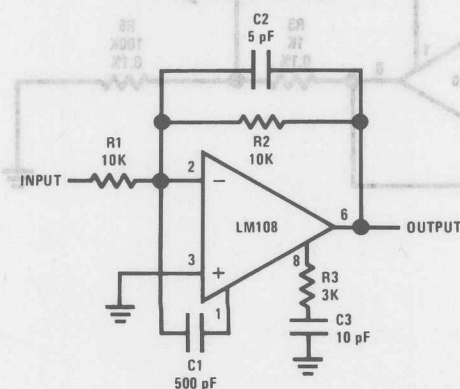 C2
5 pF
R2
10K
R1
10K
INPUT
2
−
LM108
6
OUTPUT
3
+
8
R3
3K
1
C3
10 pF
C1
500 pF